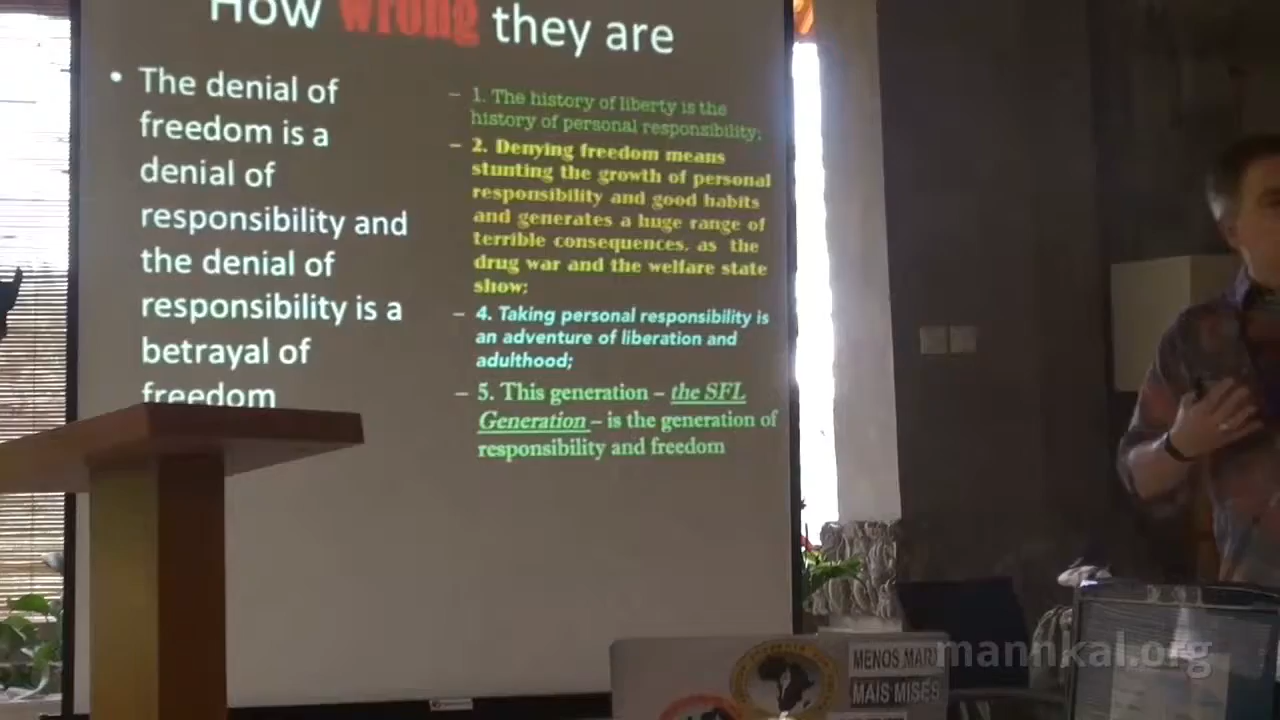 How wrong they are
• The denial of
freedom is a
denial of
responsibility and
the denial of
responsibility is a
betrayal of
freedom
– 1. The history of liberty is the
history of personal responsibility;
– 2. Denying freedom means
stunting the growth of personal
responsibility and good habits
and generates a huge range of
terrible consequences, as the
drug war and the welfare state
show;
– 4. Taking personal responsibility is
an adventure of liberation and
adulthood;
– 5. This generation – the SFL
Generation – is the generation of
responsibility and freedom
MENOS MARX
MAIS MISES
mannkal.org